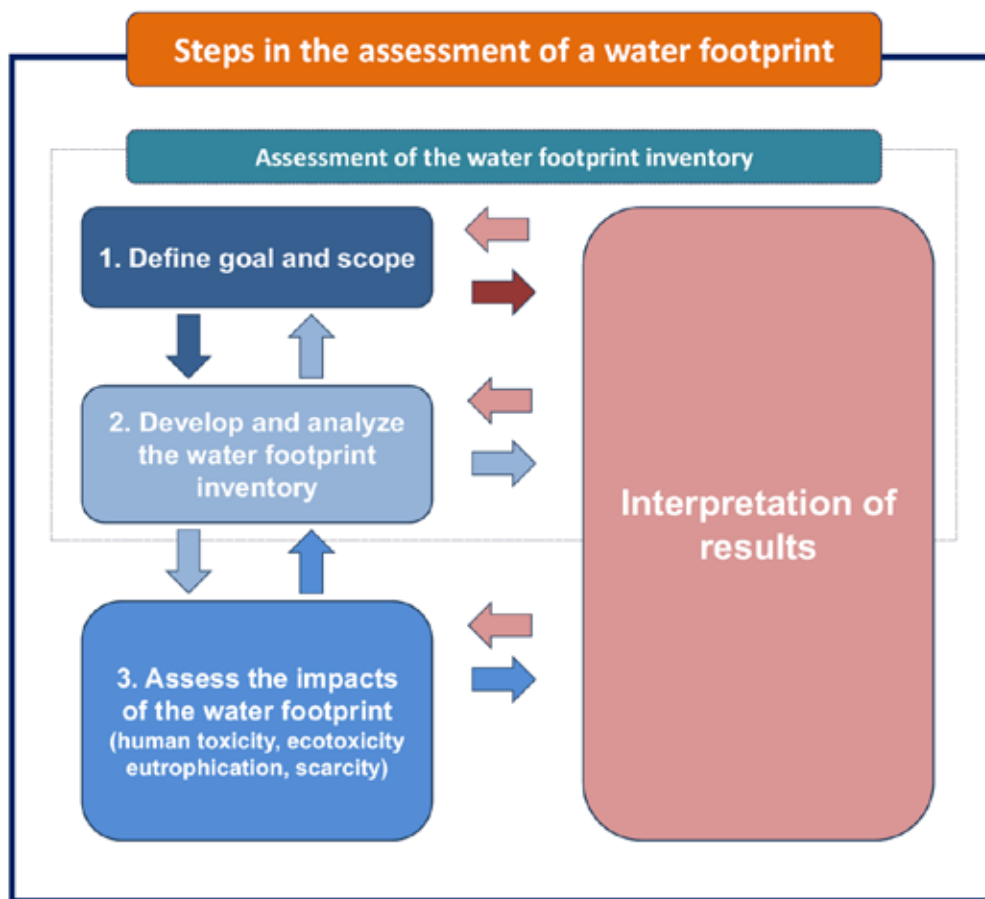 Steps in the assessment of a water footprint
Assessment of the water footprint inventory
1. Define goal and scope
2. Develop and analyze
the water footprint
inventory
3. Assess the impacts
of the water footprint
(human toxicity, ecotoxicity
eutrophication, scarcity)
Interpretation of
results